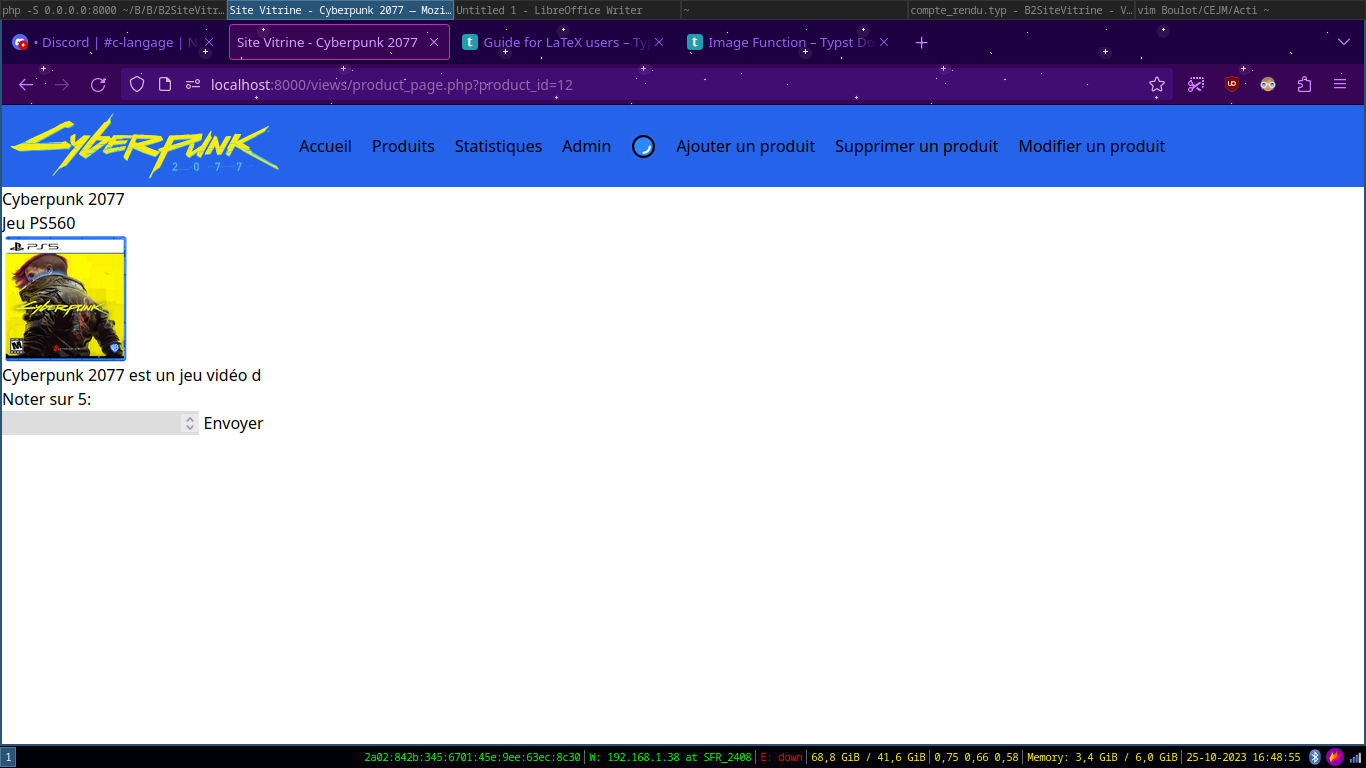 php -S 0.0.0.0:8000 ~/B/B/B2SiteVitr…
Site Vitrine - Cyberpunk 2077 — Mozi…
Untitled 1 - LibreOffice Writer
~
compte_rendu.typ - B2SiteVitrine - V…
vim Boulot/CEJM/Acti ~
• Discord | #c-langage | N
Site Vitrine - Cyberpunk 2077
Guide for LaTeX users – Typ
Image Function – Typst Do
localhost:8000/views/product_page.php?product_id=12
CYBERPUNK
2077
Accueil
Produits
Statistiques
Admin
Ajouter un produit
Supprimer un produit
Modifier un produit
Cyberpunk 2077
Jeu PS560
PS5
CYBERPUNK
M
Cyberpunk 2077 est un jeu vidéo d
Noter sur 5:
Envoyer
1
2a02:842b:345:6701:45e:9ee:63ec:8c30
W: 192.168.1.38 at SFR_2408
E: down
68,8 GiB / 41,6 GiB
0,75 0,66 0,58
Memory: 3,4 GiB / 6,0 GiB
25-10-2023 16:48:55